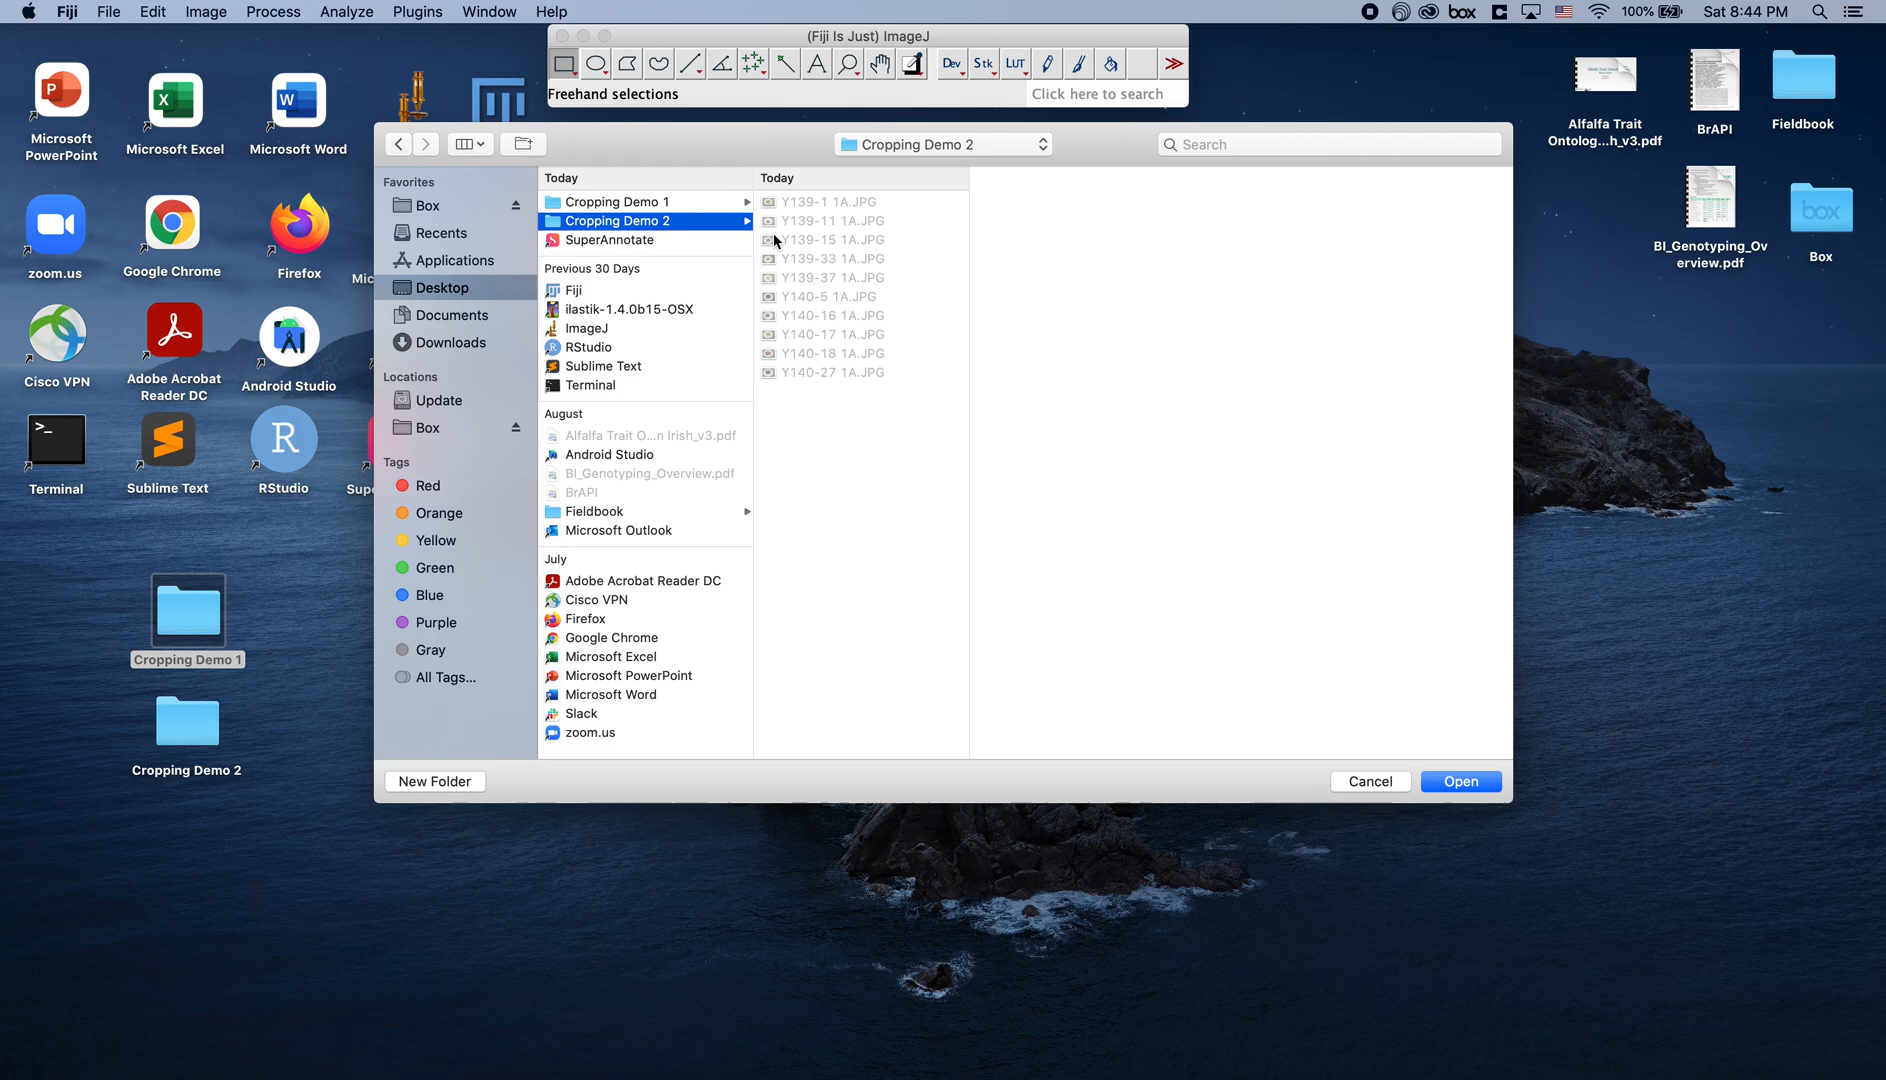 Fiji File Edit Image Process Analyze Plugins Window Help
box 100% Sat 8:44 PM
(Fiji Is Just) ImageJ
Dev Stk LUT
Freehand selections
Click here to search
Microsoft PowerPoint
Microsoft Excel
Microsoft Word
zoom.us
Google Chrome
Firefox
Mic
Cisco VPN
Adobe Acrobat Reader DC
Android Studio
Terminal
Sublime Text
RStudio
Supe
Cropping Demo 1
Cropping Demo 2
Alfalfa Trait
Ontolog...h_v3.pdf
BrAPI
Fieldbook
BI_Genotyping_Ov
erview.pdf
box
Box
Cropping Demo 2
Search
Favorites
Box
Recents
Applications
Desktop
Documents
Downloads
Locations
Update
Box
Tags
Red
Orange
Yellow
Green
Blue
Purple
Gray
All Tags...
Today
Cropping Demo 1
Cropping Demo 2
SuperAnnotate
Previous 30 Days
Fiji
ilastik-1.4.0b15-OSX
ImageJ
RStudio
Sublime Text
Terminal
August
Alfalfa Trait O...n Irish_v3.pdf
Android Studio
BI_Genotyping_Overview.pdf
BrAPI
Fieldbook
Microsoft Outlook
July
Adobe Acrobat Reader DC
Cisco VPN
Firefox
Google Chrome
Microsoft Excel
Microsoft PowerPoint
Microsoft Word
Slack
zoom.us
Today
Y139-1 1A.JPG
Y139-11 1A.JPG
Y139-15 1A.JPG
Y139-33 1A.JPG
Y139-37 1A.JPG
Y140-5 1A.JPG
Y140-16 1A.JPG
Y140-17 1A.JPG
Y140-18 1A.JPG
Y140-27 1A.JPG
New Folder
Cancel
Open